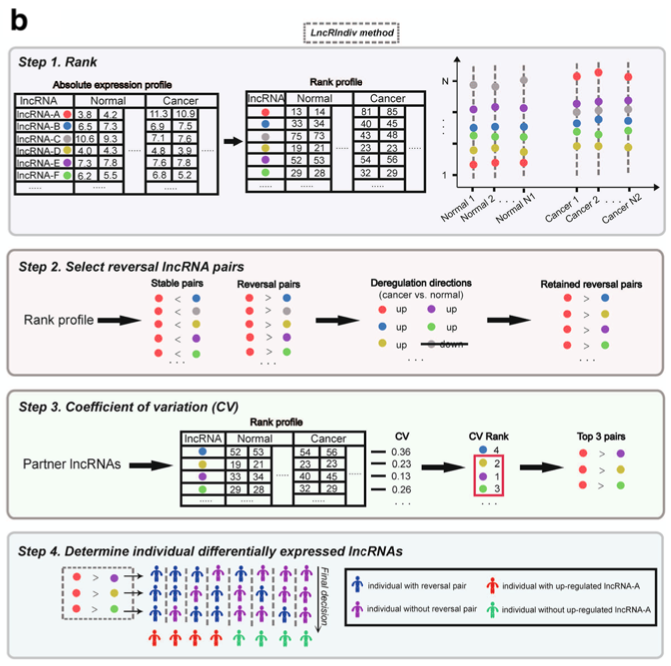 b
LncRIndiv method
Step 1. Rank
Absolute expression profile
lncRNA Normal Cancer
lncRNA-A 3.8 4.2 11.3 10.9
lncRNA-B 6.5 7.3 6.9 7.5
lncRNA-C 10.6 9.3 7.1 7.6
lncRNA-D 4.0 4.3 4.8 3.9
lncRNA-E 7.3 7.8 7.6 7.8
lncRNA-F 6.2 5.5 6.8 5.2
..... ..... ..... .....
Rank profile
lncRNA Normal Cancer
13 14 81 85
33 34 40 45
75 73 43 48
19 21 23 23
52 53 54 56
29 28 32 29
..... ..... ..... .....
N
1
Normal 1 Normal 2 . . . . Normal N1 Cancer 1 Cancer 2 . . . . Cancer N2
Step 2. Select reversal lncRNA pairs
Rank profile
Stable pairs
<
<
<
<
<
. . .
Reversal pairs
>
>
>
>
>
. . .
Deregulation directions
(cancer vs. normal)
up up
up up
up down
. . .
Retained reversal pairs
>
>
>
>
. . .
Step 3. Coefficient of variation (CV)
Partner lncRNAs
Rank profile
lncRNA Normal Cancer
52 53 54 56
19 21 23 23
33 34 40 45
29 28 32 29
..... ..... ..... .....
CV
0.36
0.23
0.13
0.26
. . .
CV Rank
4
2
1
3
. . .
Top 3 pairs
>
>
>
Step 4. Determine individual differentially expressed lncRNAs
>
>
>
Final decision
individual with reversal pair
individual with up-regulated lncRNA-A
individual without reversal pair
individual without up-regulated lncRNA-A